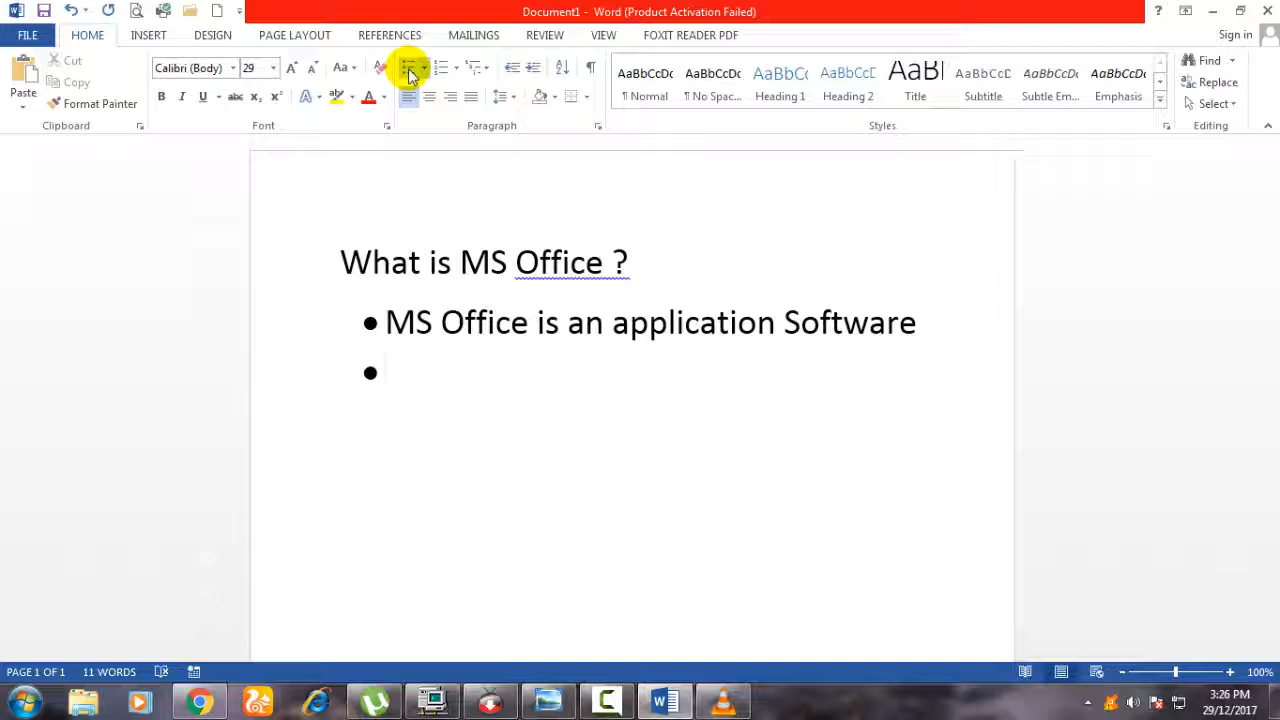 Document1 - Word (Product Activation Failed)
FILE HOME INSERT DESIGN PAGE LAYOUT REFERENCES MAILINGS REVIEW VIEW FOXIT READER PDF Sign in
Cut
Copy
Format Painter
Paste
Calibri (Body) 29 Aa
B I U abc x₂ x² A A
AaBbCcDc AaBbCcDc AaBbCc AaBbCcD AaBl AaBbCcD AaBbCcDc AaBbCcDc
¶ Normal ¶ No Spac... Heading 1 Heading 2 Title Subtitle Subtle Em... Emphasis
Find
Replace
Select
Clipboard Font Paragraph Styles Editing
What is MS Office ?
• MS Office is an application Software
•
PAGE 1 OF 1 11 WORDS 100%
3:26 PM
29/12/2017